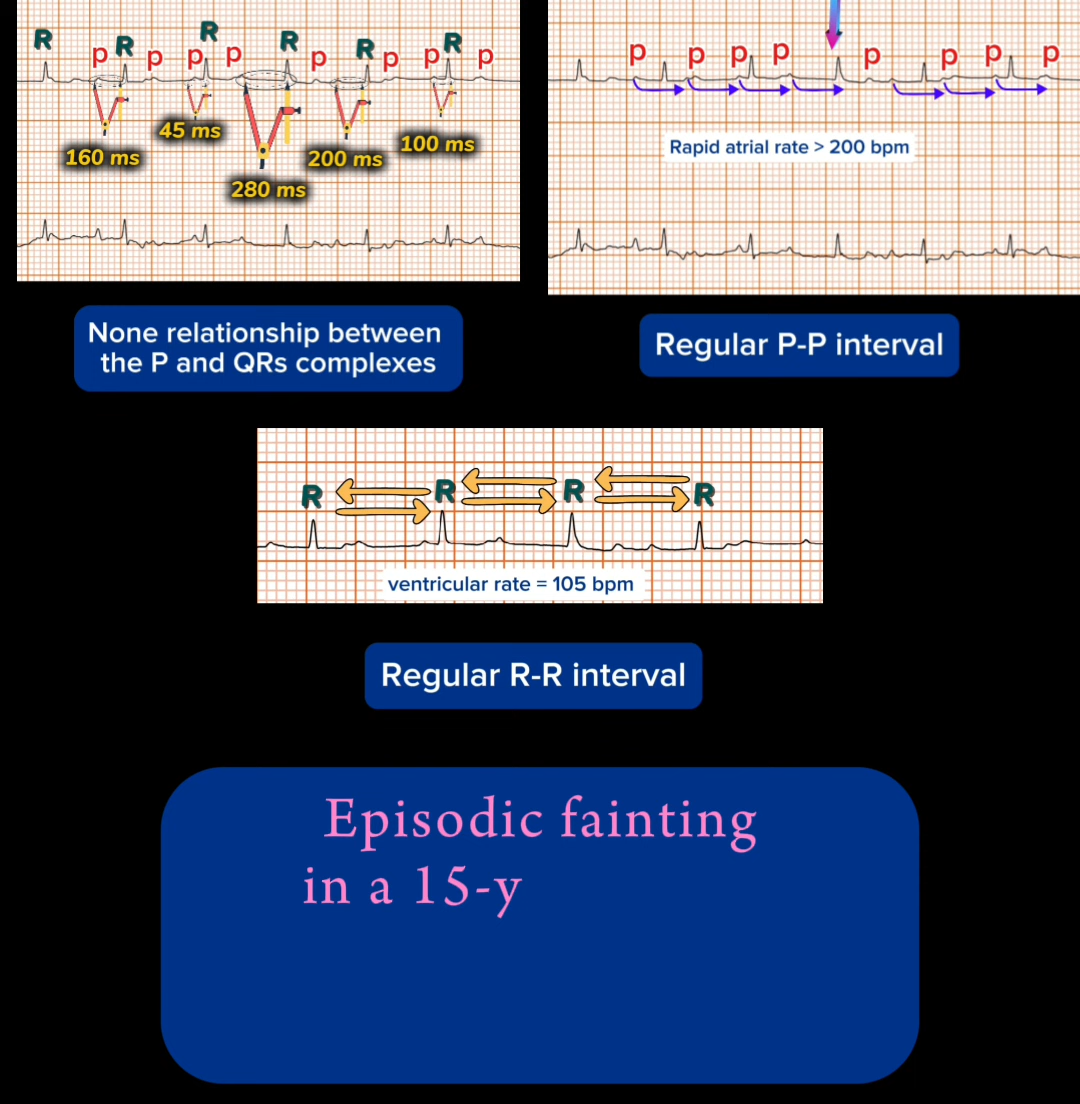 R P R P P R P R P R P P R P
160 ms
45 ms
280 ms
200 ms
100 ms
None relationship between
the P and QRs complexes
P P P P P P P P
Rapid atrial rate > 200 bpm
Regular P-P interval
R R R R
ventricular rate = 105 bpm
Regular R-R interval
Episodic fainting
in a 15-y